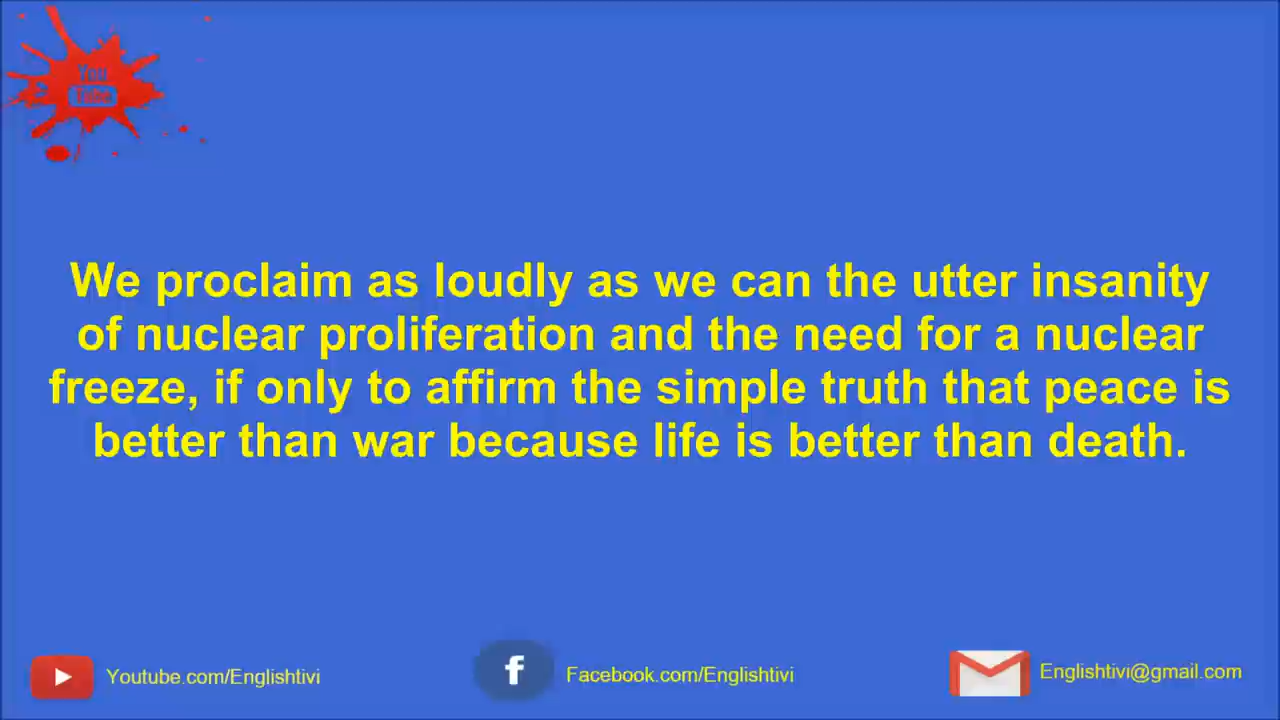 You
Tube
We proclaim as loudly as we can the utter insanity
of nuclear proliferation and the need for a nuclear
freeze, if only to affirm the simple truth that peace is
better than war because life is better than death.
Youtube.com/Englishtivi
f
Facebook.com/Englishtivi
Englishtivi@gmail.com